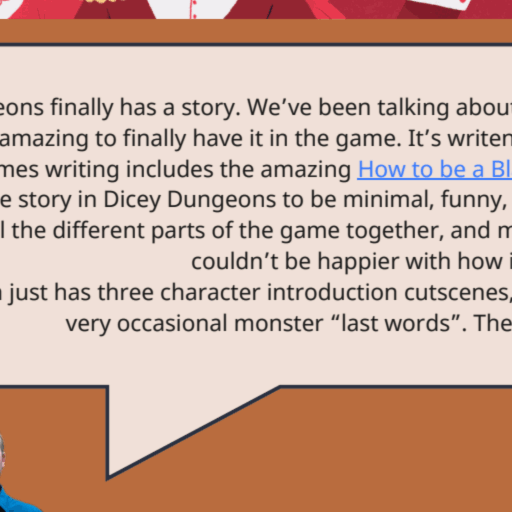 eons finally has a story. We’ve been talking about
amazing to finally have it in the game. It’s writen
mes writing includes the amazing How to be a Bl
e story in Dicey Dungeons to be minimal, funny,
l the different parts of the game together, and m
couldn’t be happier with how i
just has three character introduction cutscenes,
very occasional monster “last words”. The